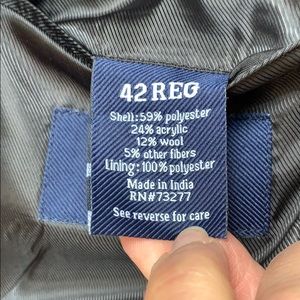 42 REG
Shell: 59% polyester
24% acrylic
12% wool
5% other fibers
Lining: 100% polyester
Made in India
RN#73277
See reverse for care